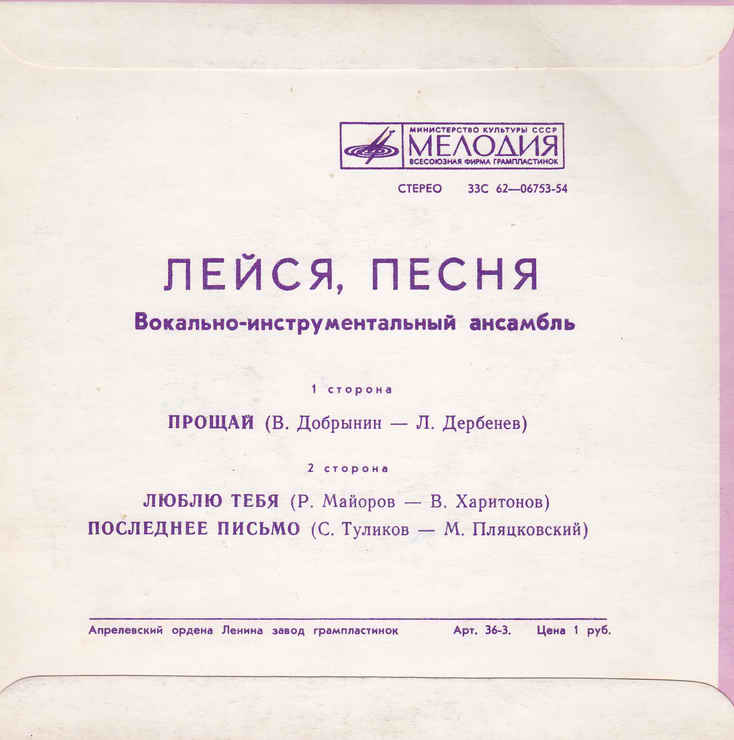 МИНИСТЕРСТВО КУЛЬТУРЫ СССР
МЕЛОДИЯ
ВСЕСОЮЗНАЯ ФИРМА ГРАМПЛАСТИНОК
СТЕРЕО 33С 62—06753-54
ЛЕЙСЯ, ПЕСНЯ
Вокально-инструментальный ансамбль
1 сторона
ПРОЩАЙ (В. Добрынин — Л. Дербенев)
2 сторона
ЛЮБЛЮ ТЕБЯ (Р. Майоров — В. Харитонов)
ПОСЛЕДНЕЕ ПИСЬМО (С. Туликов — М. Пляцковский)
Апрелевский ордена Ленина завод грампластинок Арт. 36-3. Цена 1 руб.